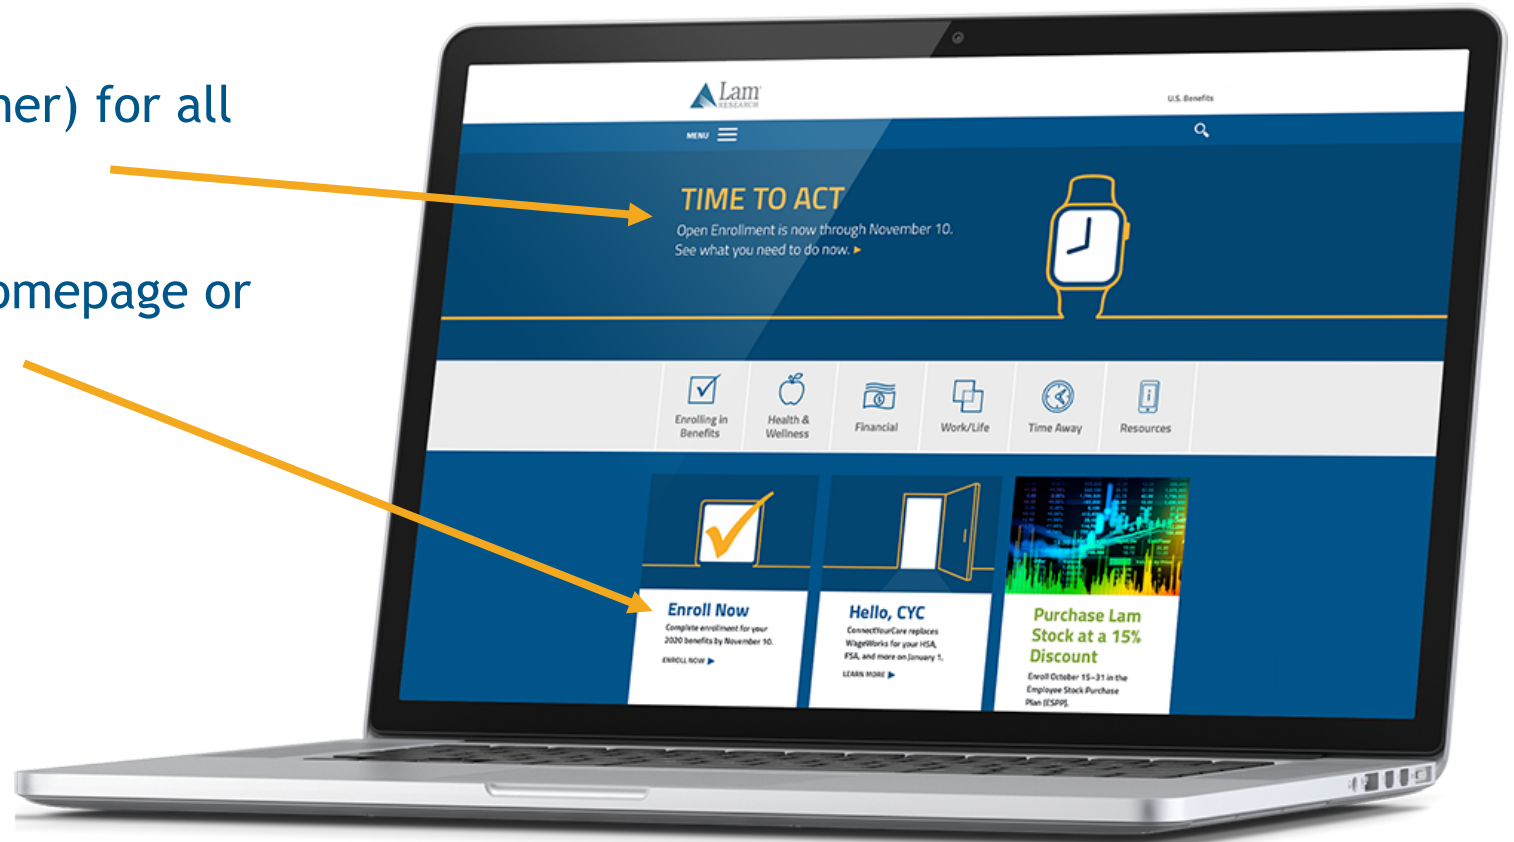 ner) for all
omepage or
Lam
RESEARCH
U.S. Benefits
MENU
TIME TO ACT
Open Enrollment is now through November 10.
See what you need to do now. ►
Enrolling in
Benefits
Health &
Wellness
Financial
Work/Life
Time Away
Resources
Enroll Now
Complete enrollment for your
2020 benefits by November 10.
ENROLL NOW ►
Hello, CYC
ConnectYourCare replaces
WageWorks for your HSA,
FSA, and more on January 1.
LEARN MORE ►
Purchase Lam
Stock at a 15%
Discount
Enroll October 15–31 in the
Employee Stock Purchase
Plan (ESPP).